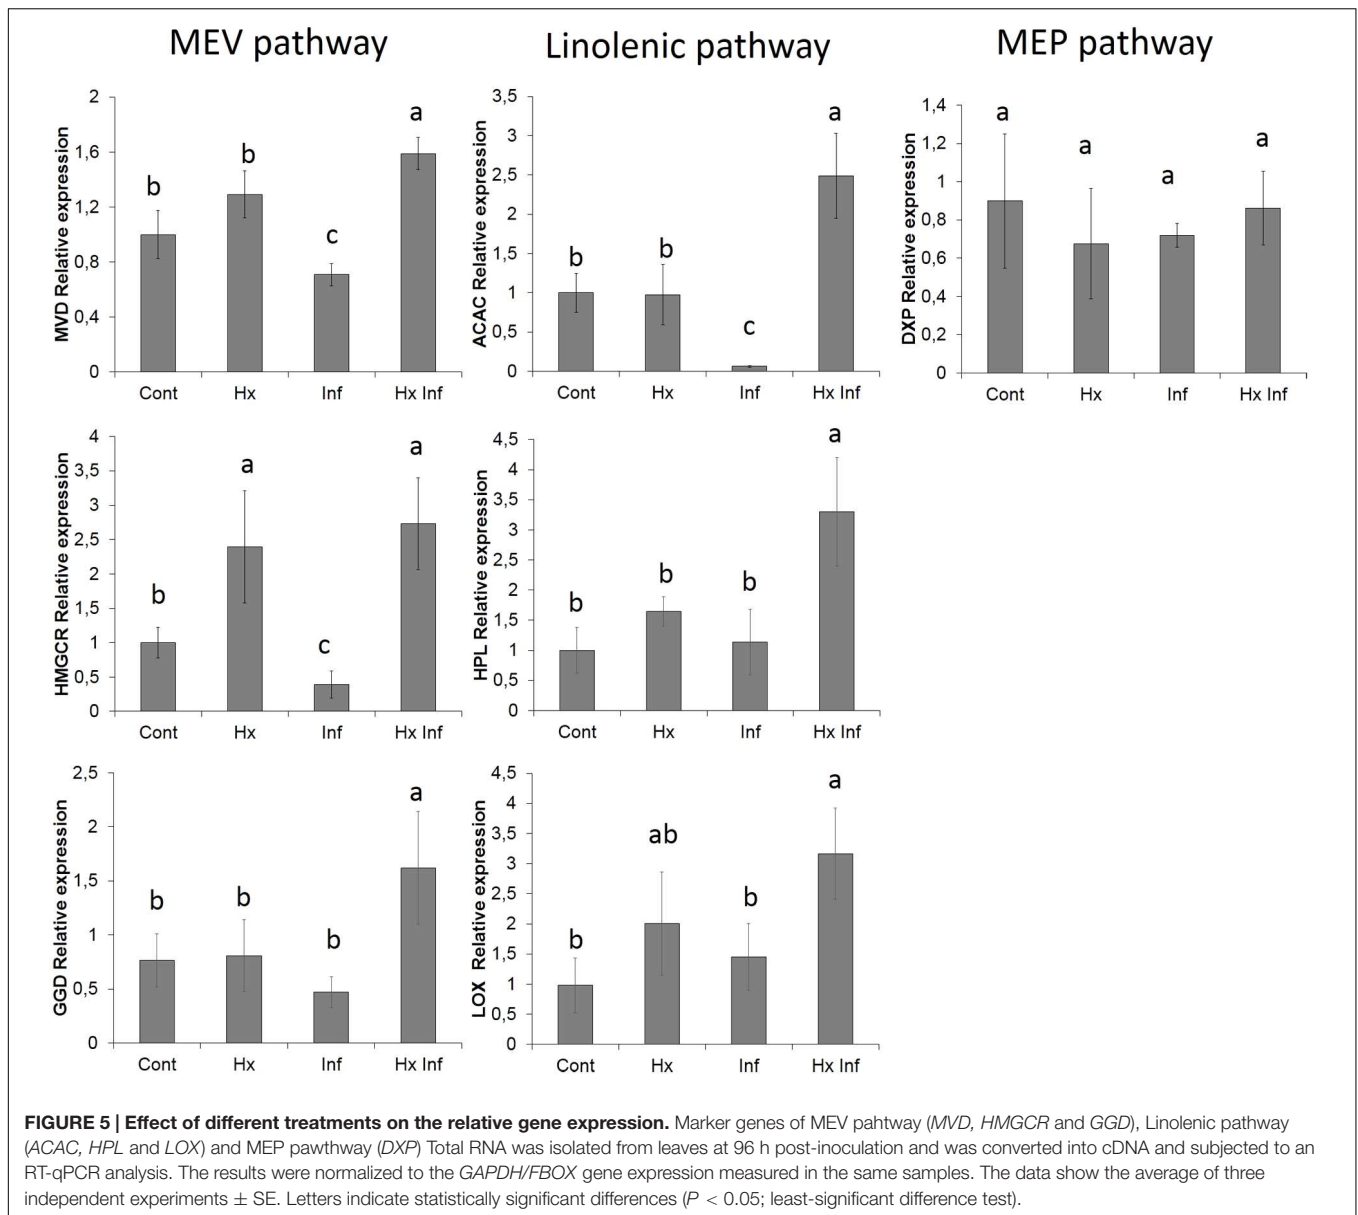 MEV pathway
Linolenic pathway
MEP pathway
MVD Relative expression
2
1,6
1,2
0,8
0,4
0
b
b
c
a
Cont Hx Inf Hx Inf
ACAC Relative expression
3,5
3
2,5
2
1,5
1
0,5
0
b
b
c
a
Cont Hx Inf Hx Inf
DXP Relative expression
1,4
1,2
1
0,8
0,6
0,4
0,2
0
a
a
a
a
Cont Hx Inf Hx Inf
HMGCR Relative expression
4
3,5
3
2,5
2
1,5
1
0,5
0
b
a
c
a
Cont Hx Inf Hx Inf
HPL Relative expression
4,5
4
3,5
3
2,5
2
1,5
1
0,5
0
b
b
b
a
Cont Hx Inf Hx Inf
GGD Relative expression
2,5
2
1,5
1
0,5
0
b
b
b
a
Cont Hx Inf Hx Inf
LOX Relative expression
4,5
4
3,5
3
2,5
2
1,5
1
0,5
0
b
ab
b
a
Cont Hx Inf Hx Inf
FIGURE 5 | Effect of different treatments on the relative gene expression. Marker genes of MEV pahtway (MVD, HMGCR and GGD), Linolenic pathway
(ACAC, HPL and LOX) and MEP pawthway (DXP) Total RNA was isolated from leaves at 96 h post-inoculation and was converted into cDNA and subjected to an
RT-qPCR analysis. The results were normalized to the GAPDH/FBOX gene expression measured in the same samples. The data show the average of three
independent experiments ± SE. Letters indicate statistically significant differences (P < 0.05; least-significant difference test).